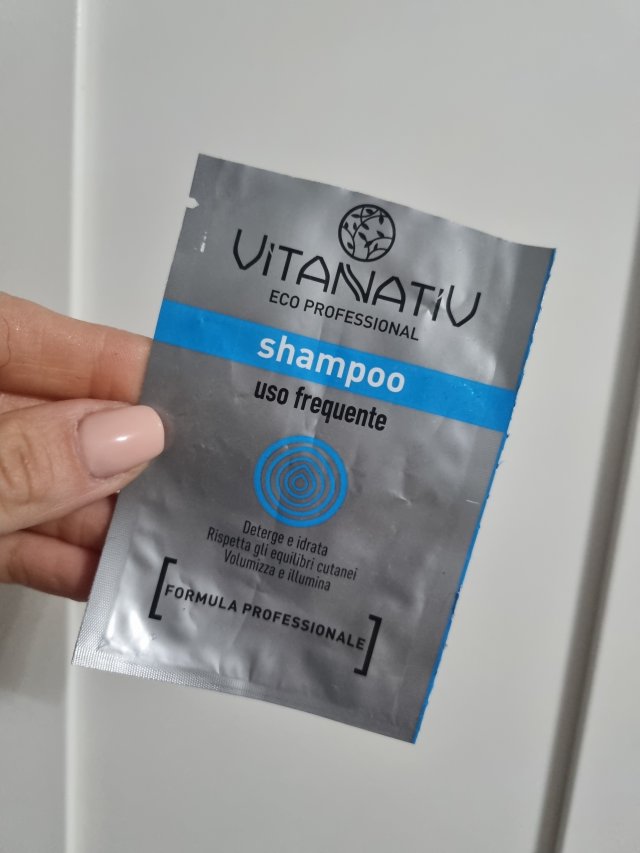 ViTANATiV
ECO PROFESSIONAL
shampoo
uso frequente
Deterge e idrata
Rispetta gli equilibri cutanei
Volumizza e illumina
[FORMULA PROFESSIONALE]